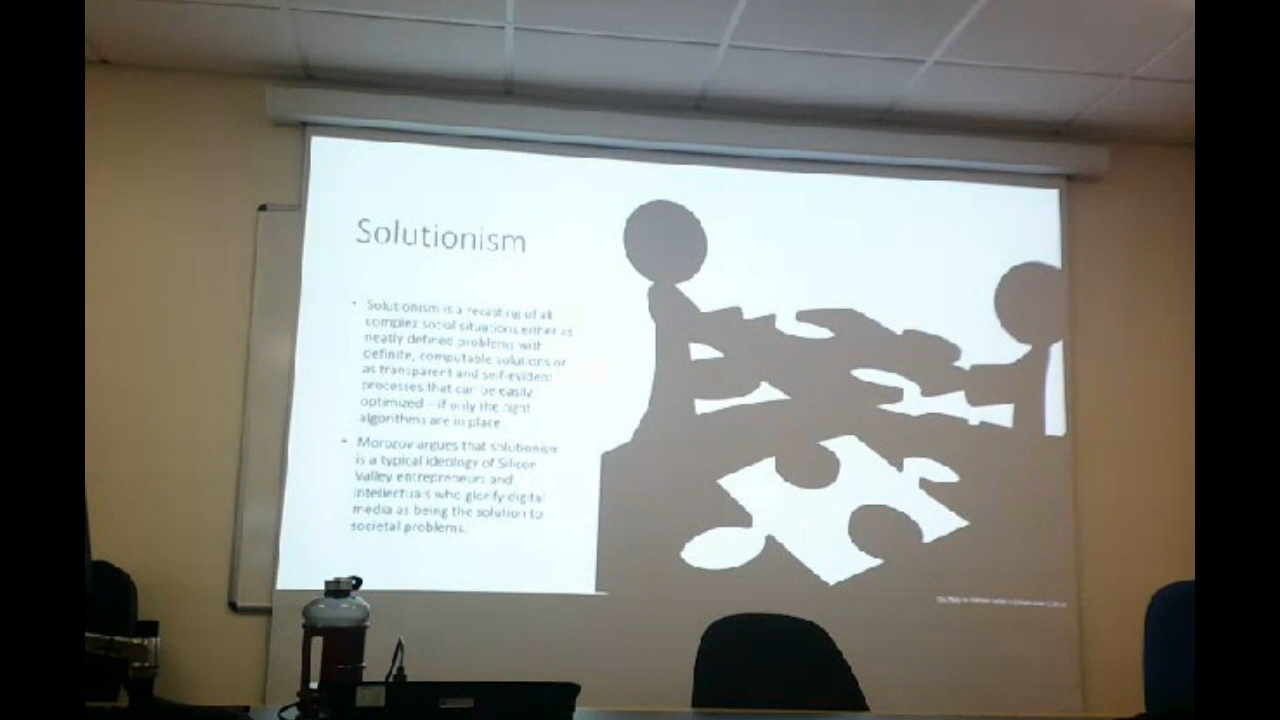 Solutionism
• Solutionism is a recasting of all
complex social situations either as
neatly defined problems with
definite, computable solutions or
as transparent and self-evident
processes that can be easily
optimized – if only the right
algorithms are in place
• Morozov argues that solutionism
is a typical ideology of Silicon
Valley entrepreneurs and
intellectuals who glorify digital
media as being the solution to
societal problems.